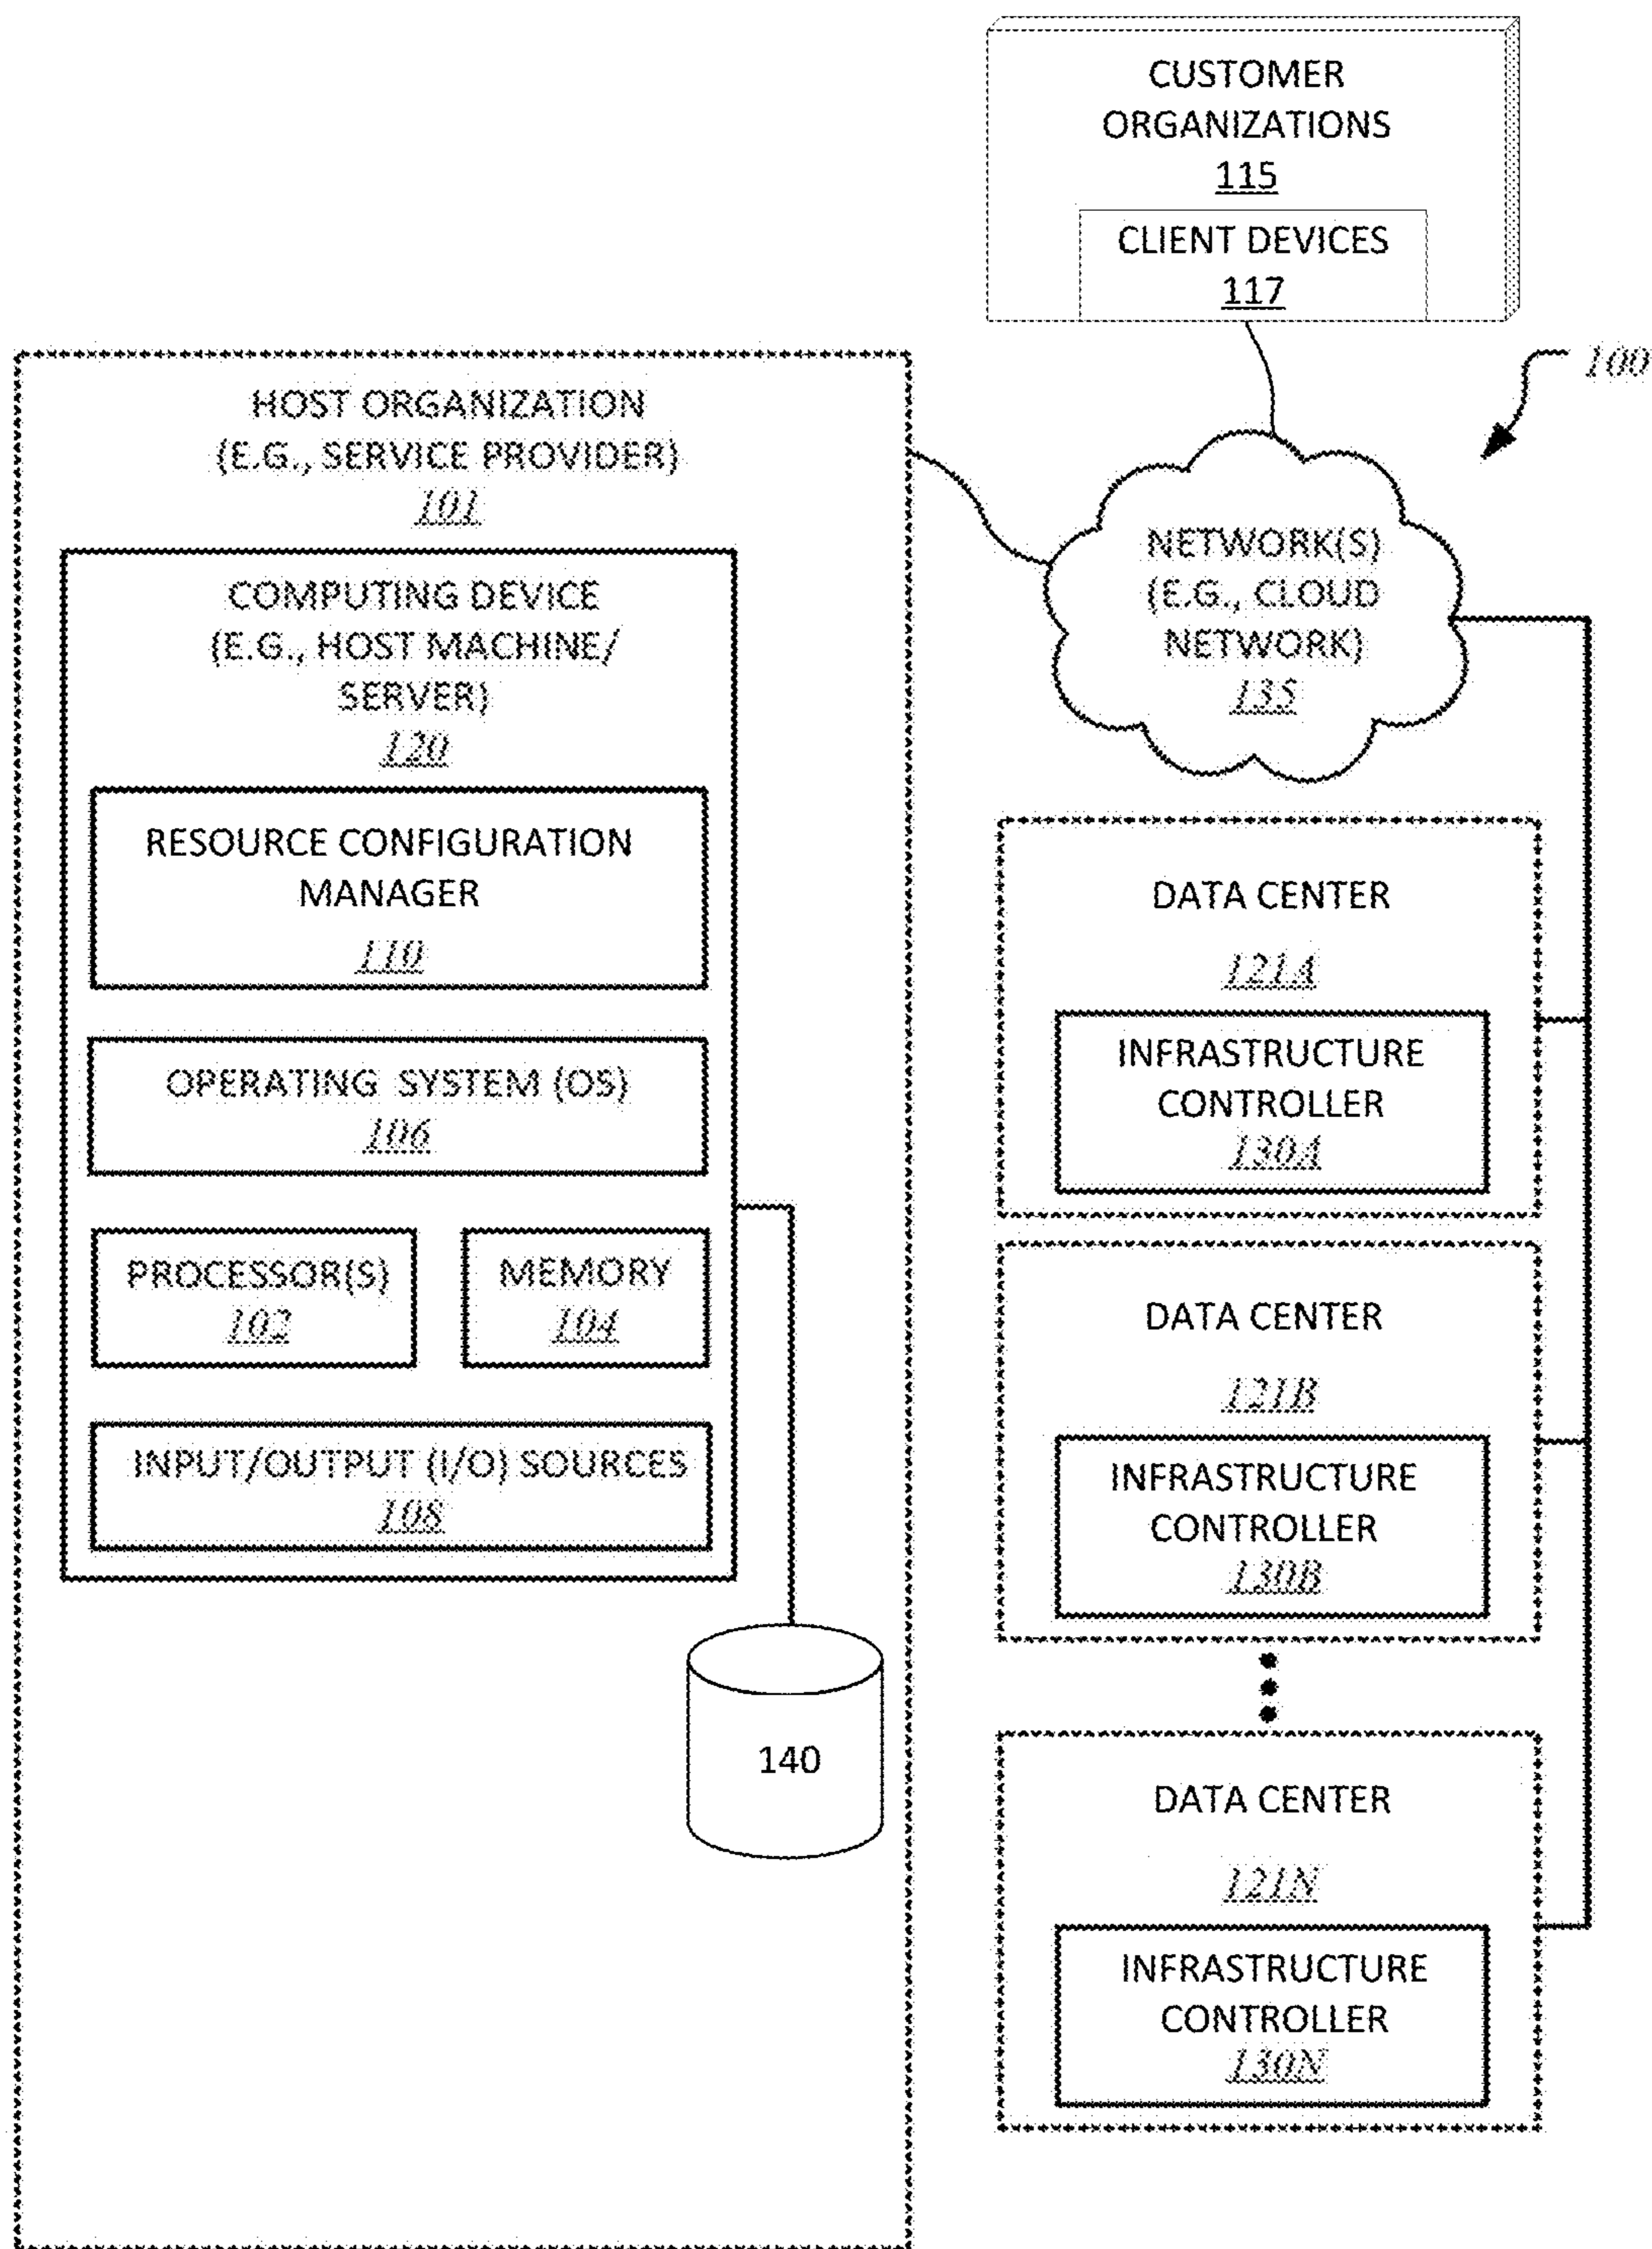 CUSTOMER
ORGANIZATIONS
115
CLIENT DEVICES
117
100
HOST ORGANIZATION
(E.G., SERVICE PROVIDER)
101
COMPUTING DEVICE
(E.G., HOST MACHINE/
SERVER)
120
RESOURCE CONFIGURATION
MANAGER
110
OPERATING SYSTEM (OS)
106
PROCESSOR(S)
102
MEMORY
104
INPUT/OUTPUT (I/O) SOURCES
108
140
NETWORK(S)
(E.G., CLOUD
NETWORK)
135
DATA CENTER
121A
INFRASTRUCTURE
CONTROLLER
130A
DATA CENTER
121B
INFRASTRUCTURE
CONTROLLER
130B
DATA CENTER
121N
INFRASTRUCTURE
CONTROLLER
130N